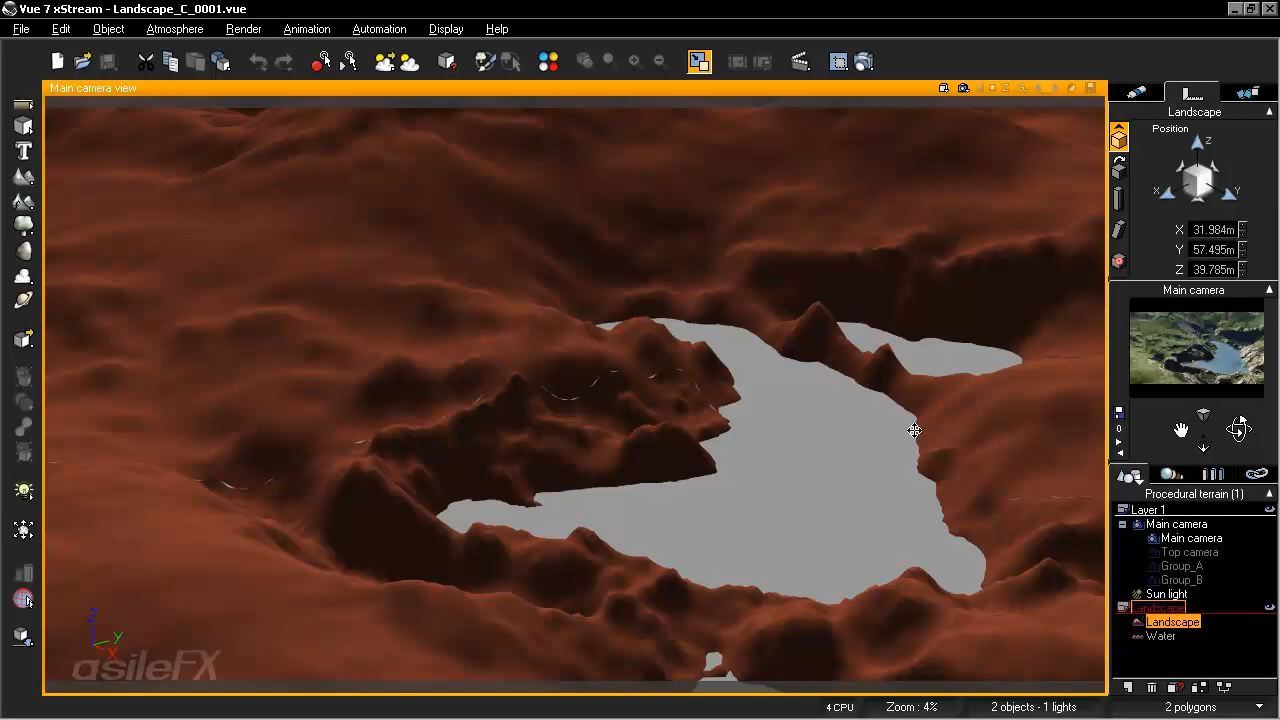 Vue 7 xStream - Landscape_C_0001.vue
File Edit Object Atmosphere Render Animation Automation Display Help
Main camera view
Landscape
Position
Z
X Y
X 31.984m
Y 57.495m
Z 39.785m
Main camera
0
Procedural terrain (1)
Layer 1
Main camera
Main camera
Top camera
Group_A
Group_B
Sun light
Landscape
Landscape
Water
Z
Y
X
asileFX
4 CPU Zoom : 4% 2 objects - 1 lights 2 polygons